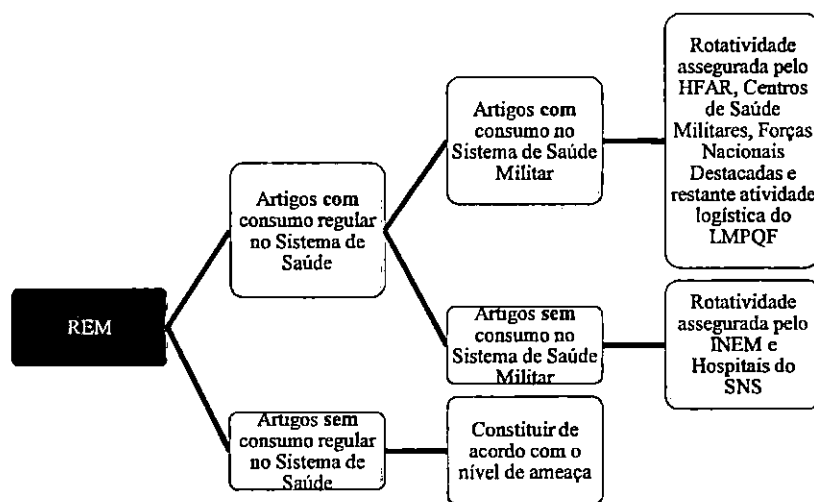 REM
Artigos com
consumo regular
no Sistema de
Saúde
Artigos com
consumo no
Sistema de Saúde
Militar
Rotatividade
assegurada pelo
HFAR, Centros
de Saúde
Militares, Forças
Nacionais
Destacadas e
restante atividade
logística do
LMPQF
Artigos sem
consumo no
Sistema de Saúde
Militar
Rotatividade
assegurada pelo
INEM e
Hospitais do
SNS
Artigos sem
consumo regular
no Sistema de
Saúde
Constituir de
acordo com o
nível de ameaça